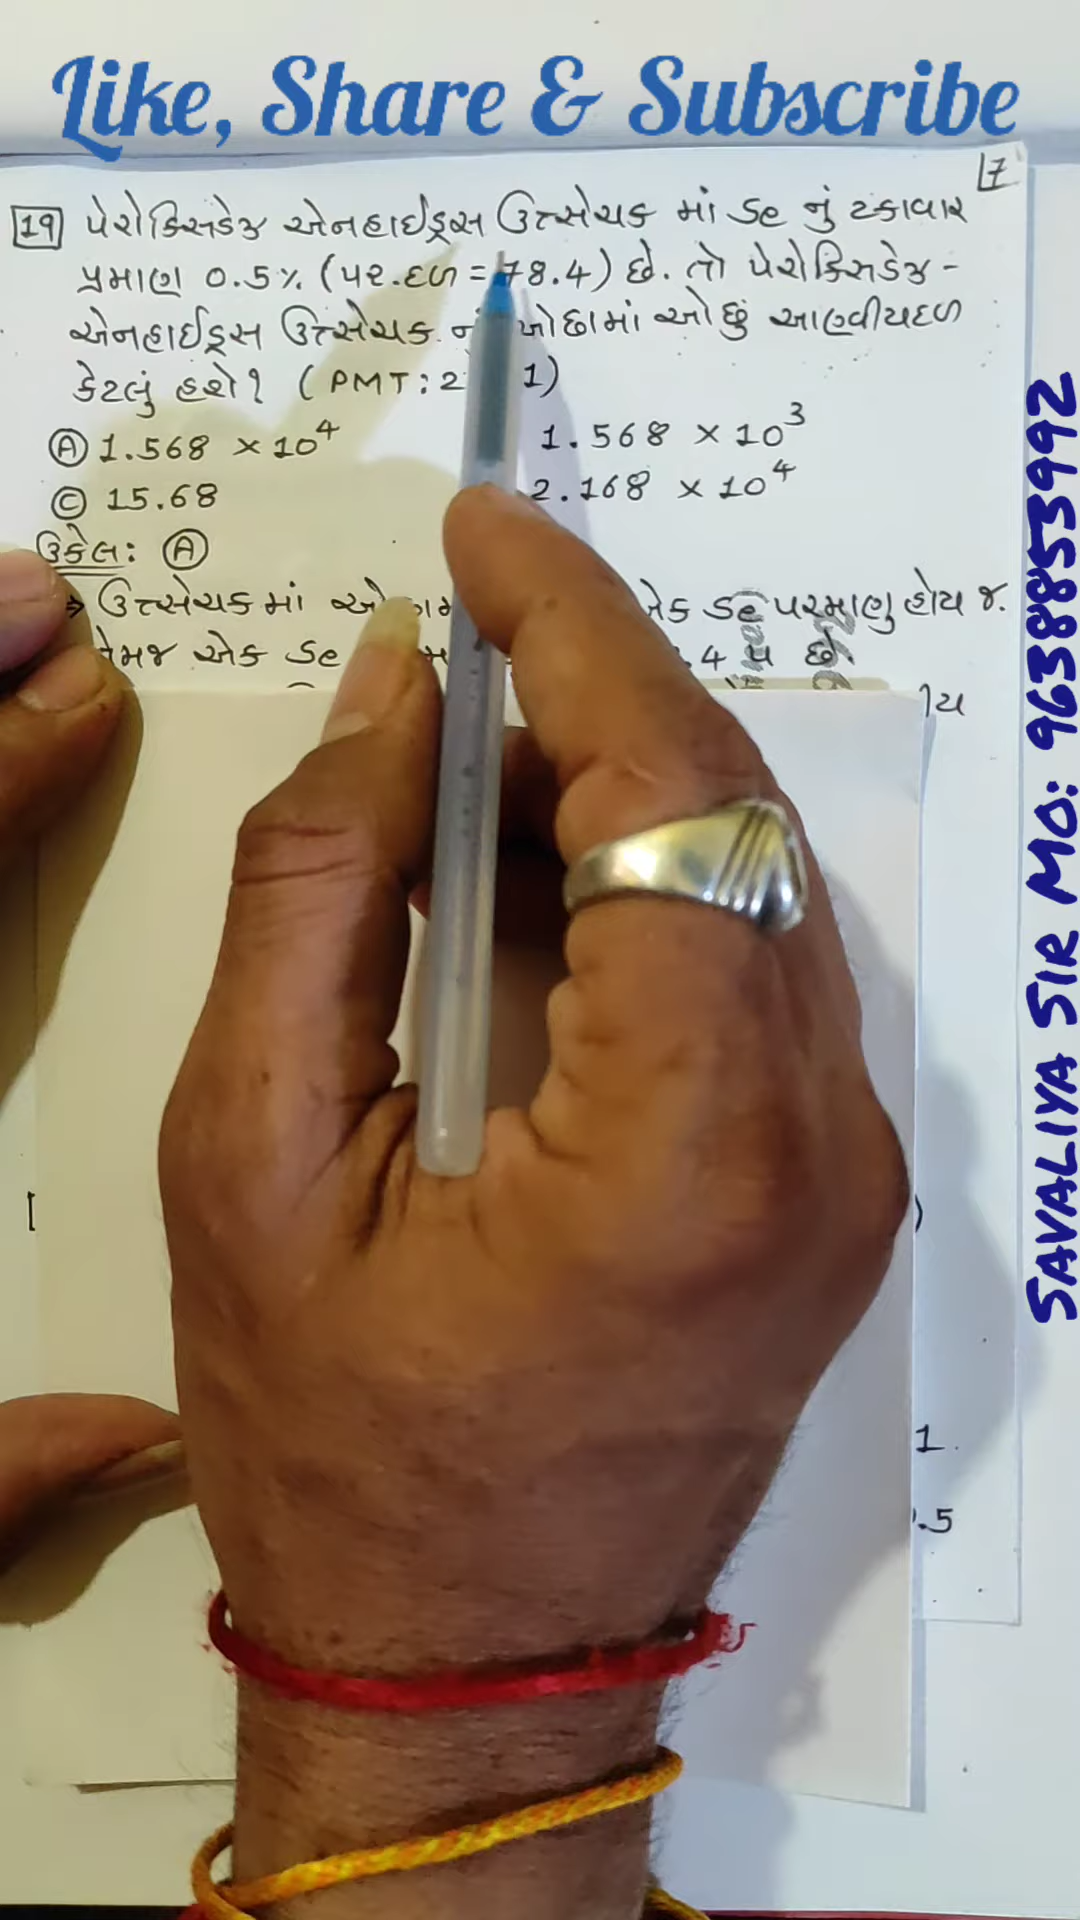 Like, Share & Subscribe
7
19 પેરોક્સિડેઝ એનહાઈડ્રસ ઉત્સેચક માં Se નું ટકાવાર
પ્રમાણ 0.5% (પર.દળ = 78.4) છે. તો પેરોક્સિડેઝ-
એનહાઈડ્રસ ઉત્સેચક ઓછામાં ઓછું આણ્વીયદળ
કેટલું હશે? (PMT: 2 1)
A 1.568 × 10⁴
1.568 × 10³
C 15.68
2.168 × 10⁴
ઉકેલ: A
⇒ ઉત્સેચકમાં એક Se પરમાણુ હોય જ.
તેમજ એક Se .4 છે.
1
.5
SAVALIYA SIR MO: 9638853992